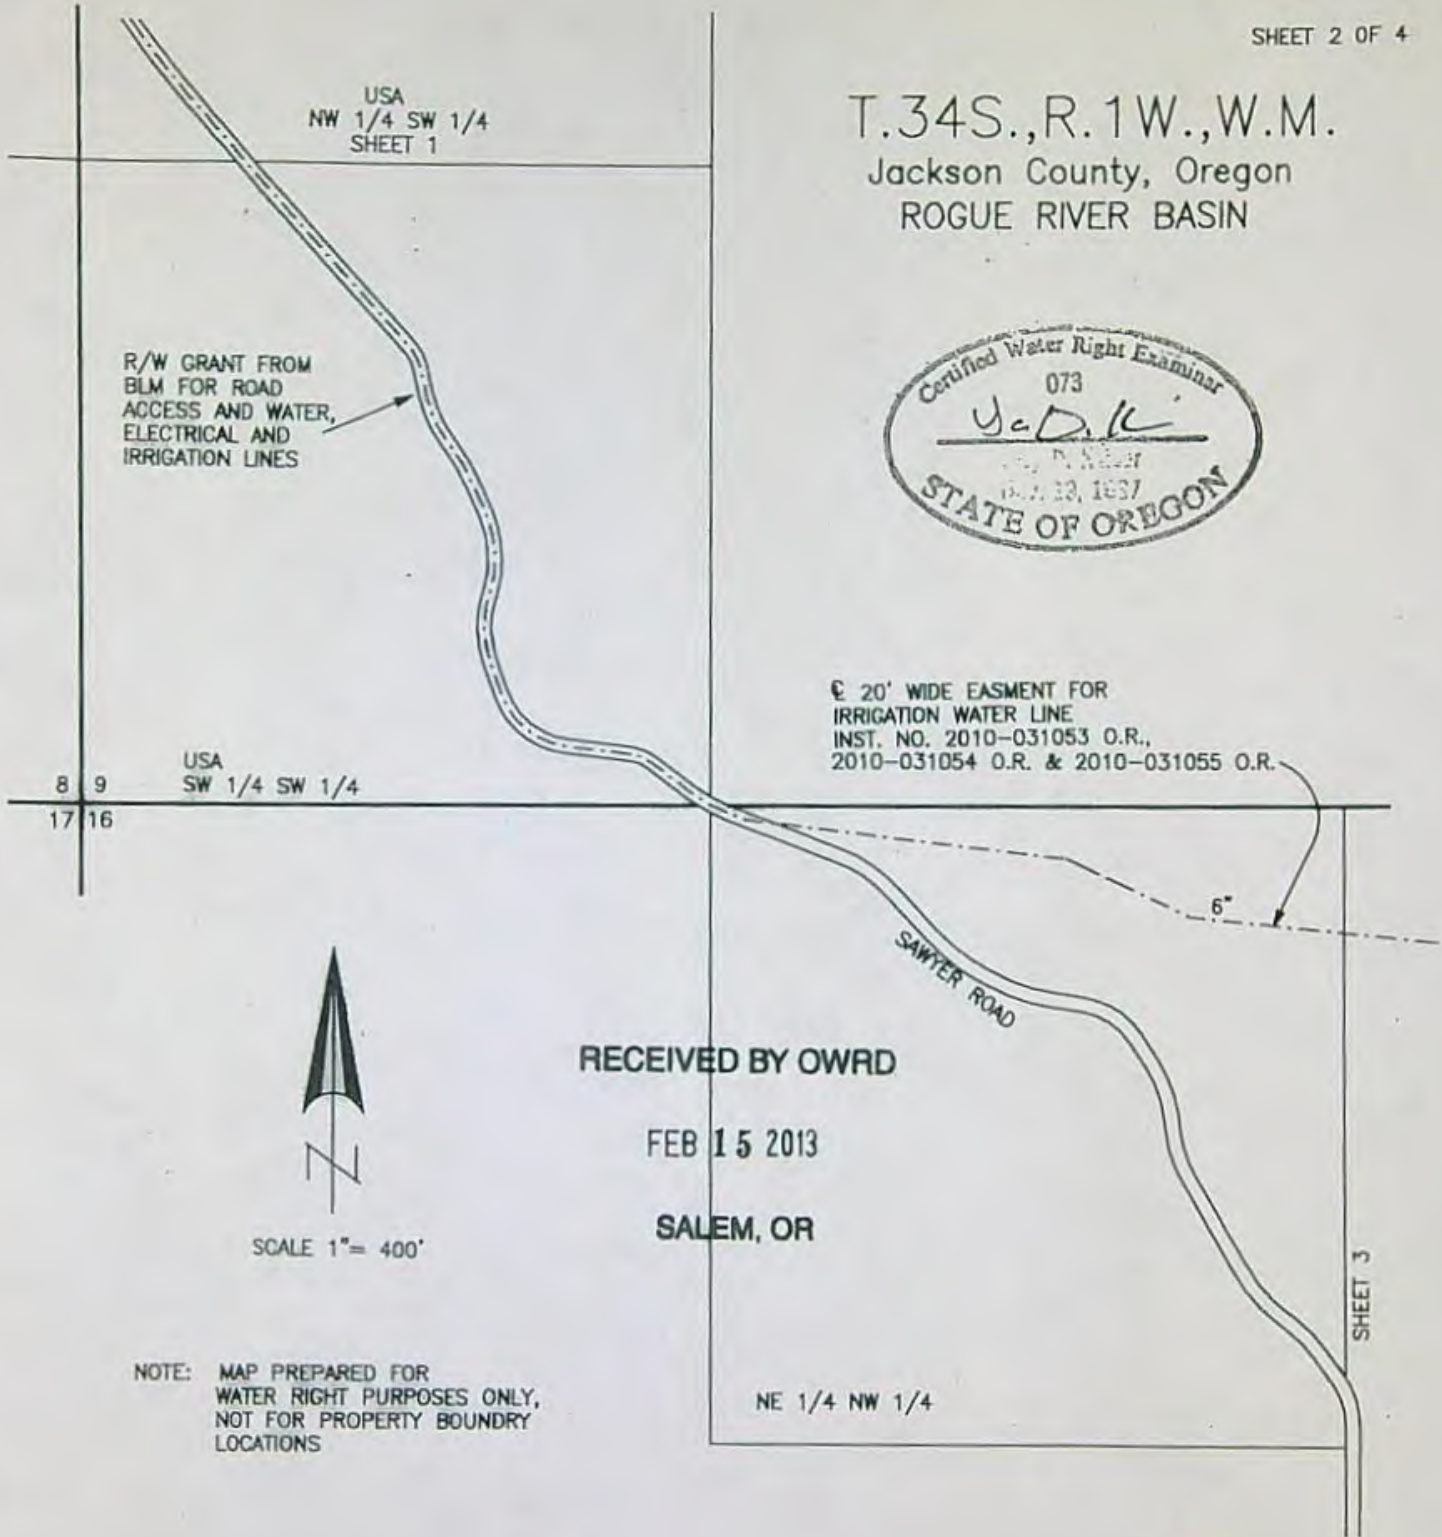 SHEET 2 OF 4
USA
NW 1/4 SW 1/4
SHEET 1
T.34S.,R.1W.,W.M.
Jackson County, Oregon
ROGUE RIVER BASIN
R/W GRANT FROM
BLM FOR ROAD
ACCESS AND WATER,
ELECTRICAL AND
IRRIGATION LINES
Certified Water Right Examiner
073
STATE OF OREGON
℄ 20' WIDE EASMENT FOR
IRRIGATION WATER LINE
INST. NO. 2010-031053 O.R.,
2010-031054 O.R. & 2010-031055 O.R.
USA
SW 1/4 SW 1/4
8 9
17 16
6"
SAWYER ROAD
RECEIVED BY OWRD
FEB 15 2013
SALEM, OR
N
SCALE 1"= 400'
SHEET 3
NOTE: MAP PREPARED FOR
WATER RIGHT PURPOSES ONLY,
NOT FOR PROPERTY BOUNDRY
LOCATIONS
NE 1/4 NW 1/4